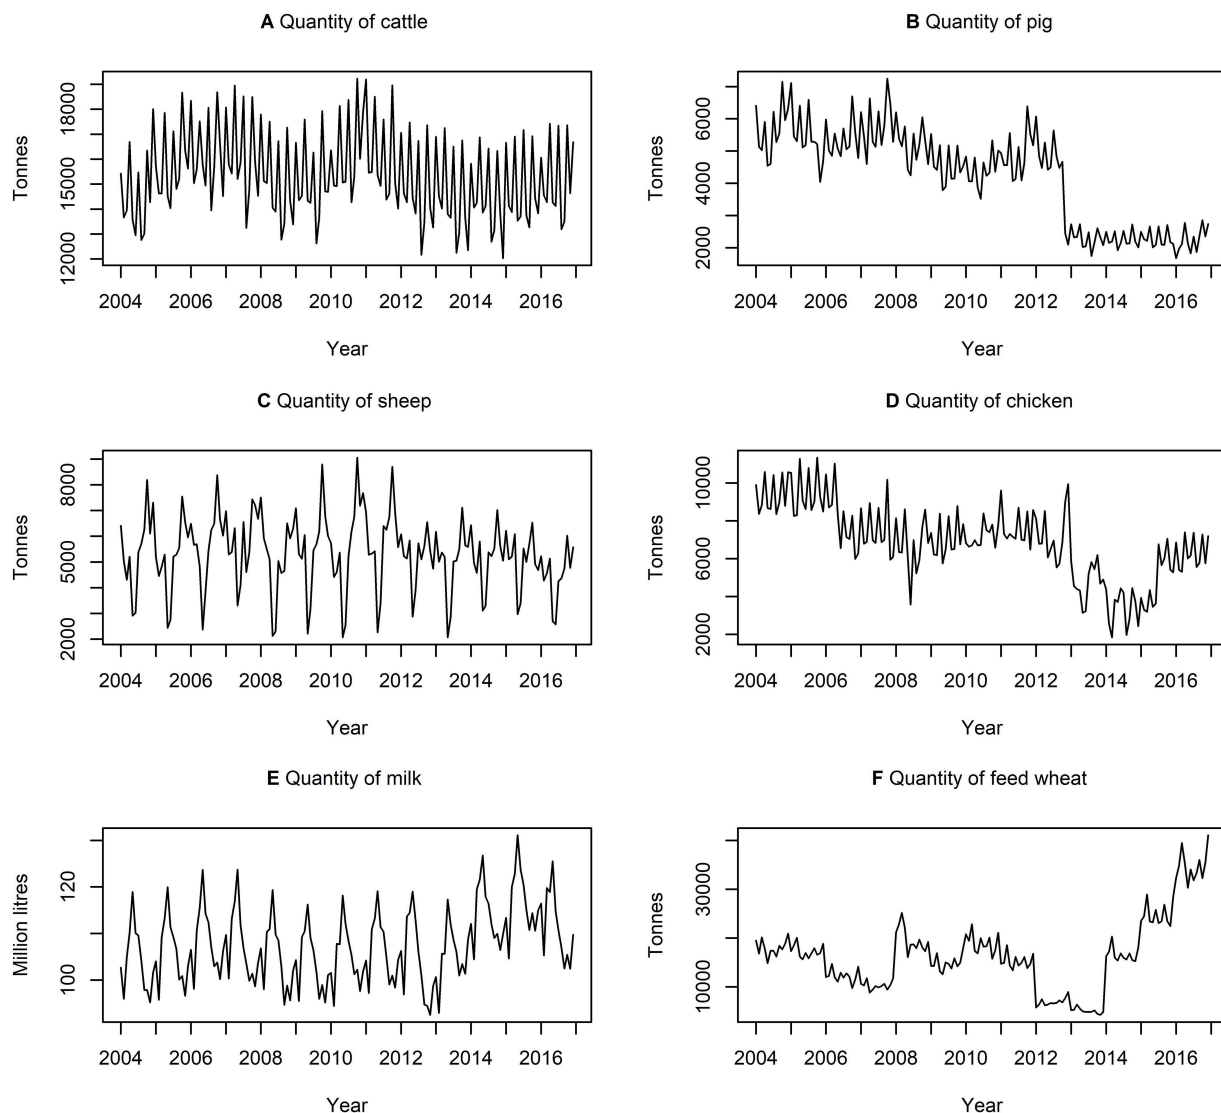 A Quantity of cattle
Tonnes
18000
15000
12000
2004 2006 2008 2010 2012 2014 2016
Year
B Quantity of pig
Tonnes
6000
4000
2000
2004 2006 2008 2010 2012 2014 2016
Year
C Quantity of sheep
Tonnes
8000
5000
2000
2004 2006 2008 2010 2012 2014 2016
Year
D Quantity of chicken
Tonnes
10000
6000
2000
2004 2006 2008 2010 2012 2014 2016
Year
E Quantity of milk
Million litres
120
100
2004 2006 2008 2010 2012 2014 2016
Year
F Quantity of feed wheat
Tonnes
30000
10000
2004 2006 2008 2010 2012 2014 2016
Year